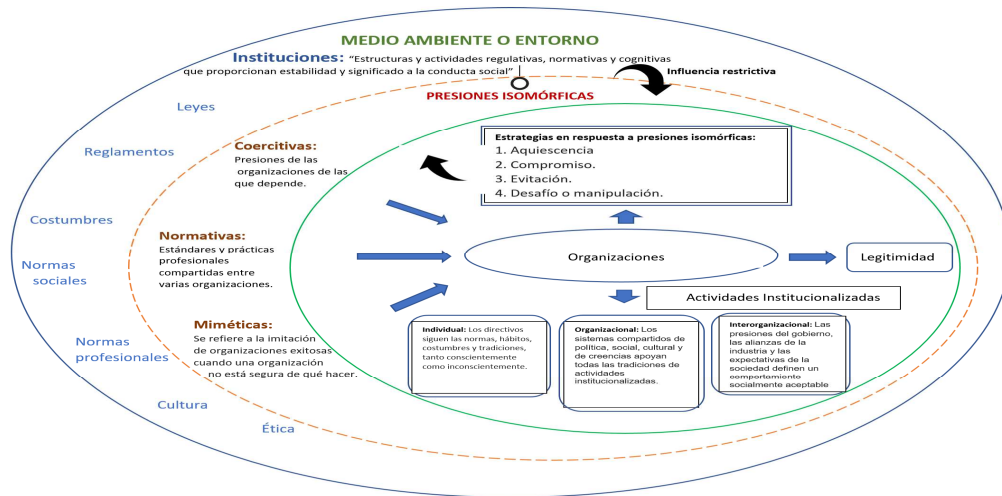 MEDIO AMBIENTE O ENTORNO
Instituciones: "Estructuras y actividades regulativas, normativas y cognitivas
que proporcionan estabilidad y significado a la conducta social"
Influencia restrictiva
PRESIONES ISOMÓRFICAS
Leyes
Reglamentos
Costumbres
Normas
sociales
Normas
profesionales
Cultura
Ética
Coercitivas:
Presiones de las
organizaciones de las
que depende.
Normativas:
Estándares y prácticas
profesionales
compartidas entre
varias organizaciones.
Miméticas:
Se refiere a la imitación
de organizaciones exitosas
cuando una organización
no está segura de qué hacer.
Estrategias en respuesta a presiones isomórficas:
1. Aquiescencia
2. Compromiso.
3. Evitación.
4. Desafío o manipulación.
Organizaciones
Legitimidad
Actividades Institucionalizadas
Individual: Los directivos
siguen las normas, hábitos,
costumbres y tradiciones,
tanto conscientemente
como inconscientemente.
Organizacional: Los
sistemas compartidos de
política, social, cultural y
de creencias apoyan
todas las tradiciones de
actividades
institucionalizadas.
Interorganizacional: Las
presiones del gobierno,
las alianzas de la
industria y las
expectativas de la
sociedad definen un
comportamiento
socialmente aceptable